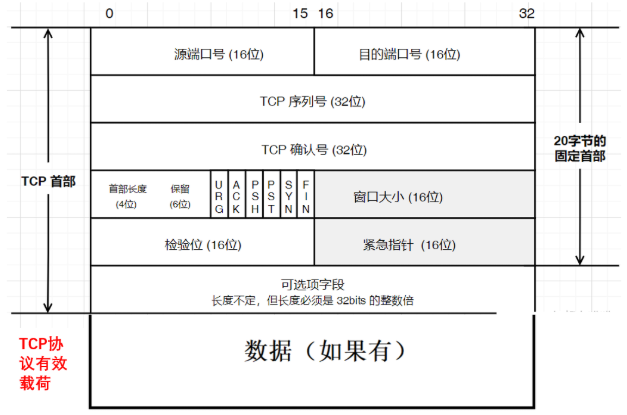 0 15 16 32
源端口号 (16位) 目的端口号 (16位)
TCP 序列号 (32位)
TCP 确认号 (32位)
20字节的
固定首部
TCP 首部
首部长度
(4位)
保留
(6位)
URG
ACK
PSH
PST
SYN
FIN
窗口大小 (16位)
检验位 (16位) 紧急指针 (16位)
可选项字段
长度不定，但长度必须是 32bits 的整数倍
TCP协
议有效
载荷
数据（如果有）